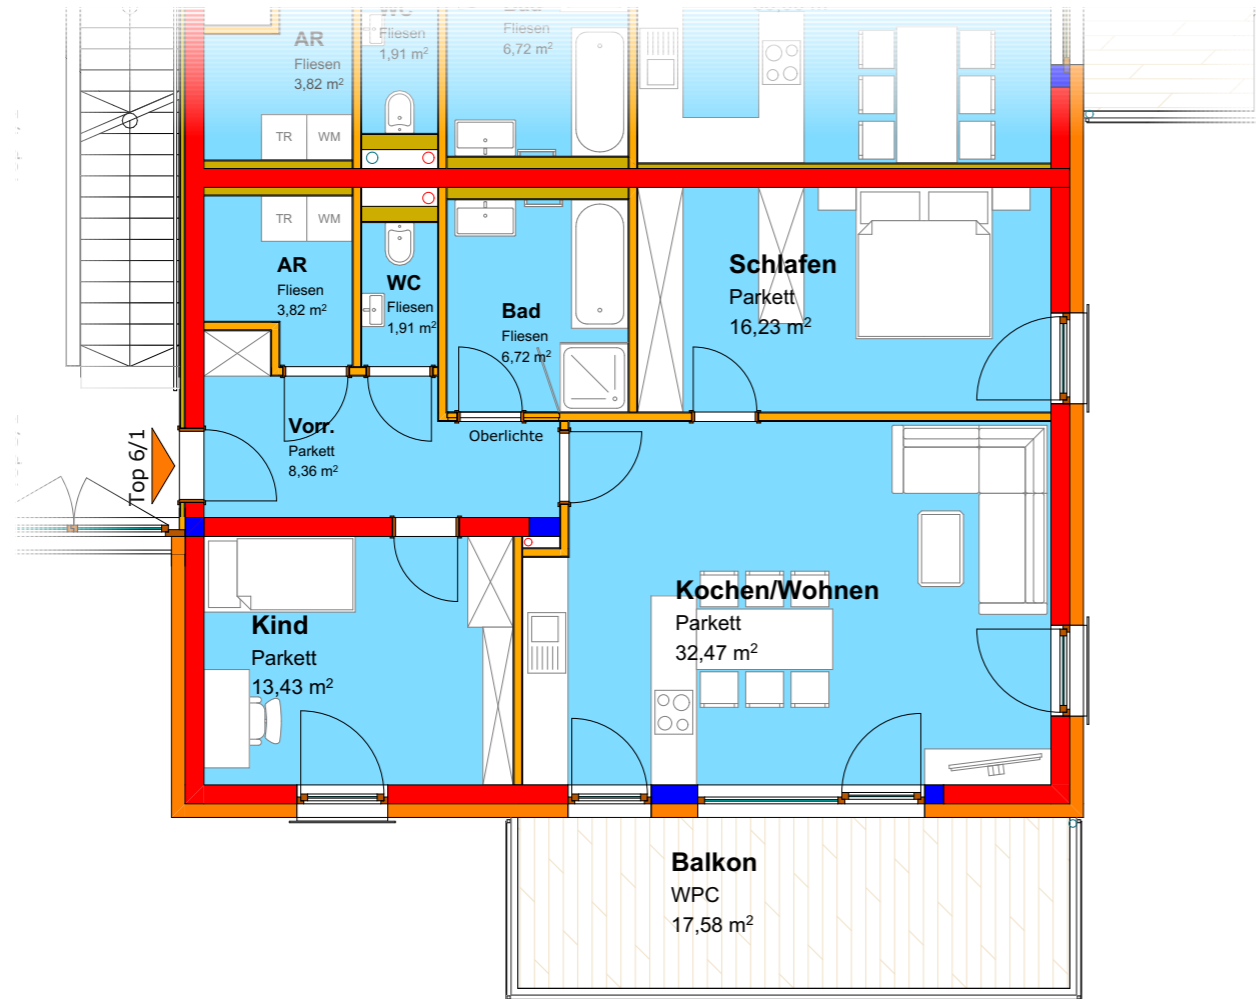 AR
Fliesen
3,82 m²
WC
Fliesen
1,91 m²
Bad
Fliesen
6,72 m²
TR
WM
TR
WM
AR
Fliesen
3,82 m²
WC
Fliesen
1,91 m²
Bad
Fliesen
6,72 m²
Schlafen
Parkett
16,23 m²
Oberlichte
Vorr.
Parkett
8,36 m²
Top 6/1
Kind
Parkett
13,43 m²
Kochen/Wohnen
Parkett
32,47 m²
Balkon
WPC
17,58 m²